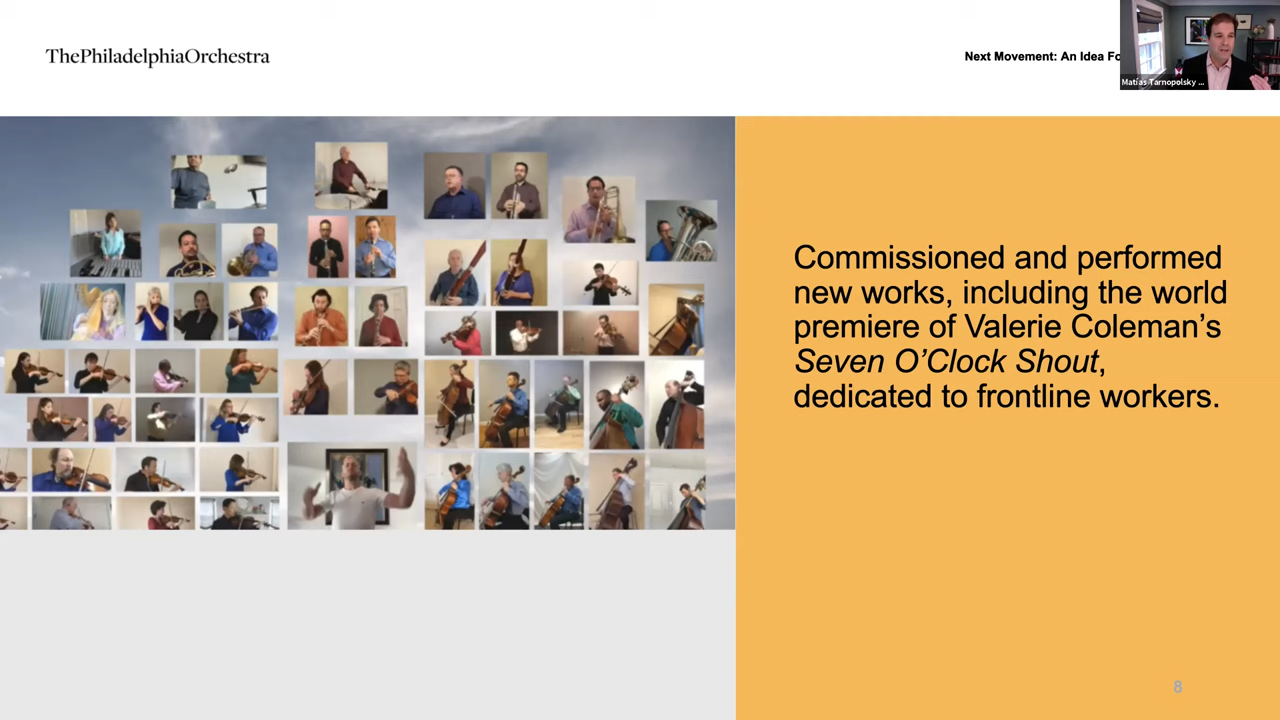 ThePhiladelphiaOrchestra
Next Movement: An Idea
Matías Tarnopolsky ...
Commissioned and performed
new works, including the world
premiere of Valerie Coleman’s
Seven O’Clock Shout,
dedicated to frontline workers.
8